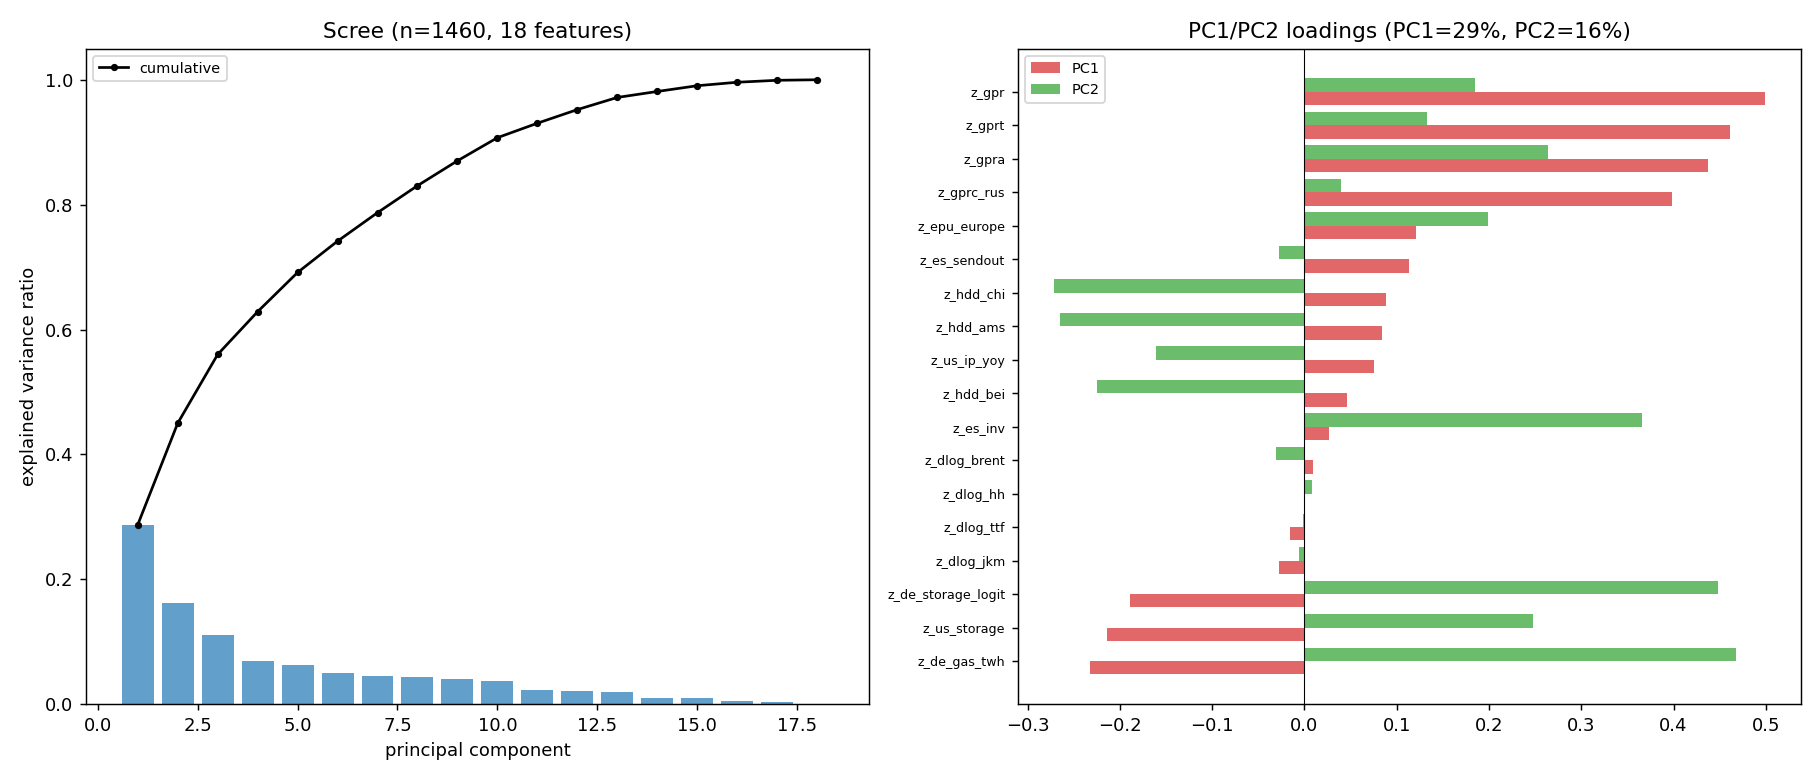 Scree (n=1460, 18 features)
cumulative
explained variance ratio
1.0
0.8
0.6
0.4
0.2
0.0
0.0 2.5 5.0 7.5 10.0 12.5 15.0 17.5
principal component
PC1/PC2 loadings (PC1=29%, PC2=16%)
PC1
PC2
z_gpr
z_gprt
z_gpra
z_gprc_rus
z_epu_europe
z_es_sendout
z_hdd_chi
z_hdd_ams
z_us_ip_yoy
z_hdd_bei
z_es_inv
z_dlog_brent
z_dlog_hh
z_dlog_ttf
z_dlog_jkm
z_de_storage_logit
z_us_storage
z_de_gas_twh
−0.3 −0.2 −0.1 0.0 0.1 0.2 0.3 0.4 0.5